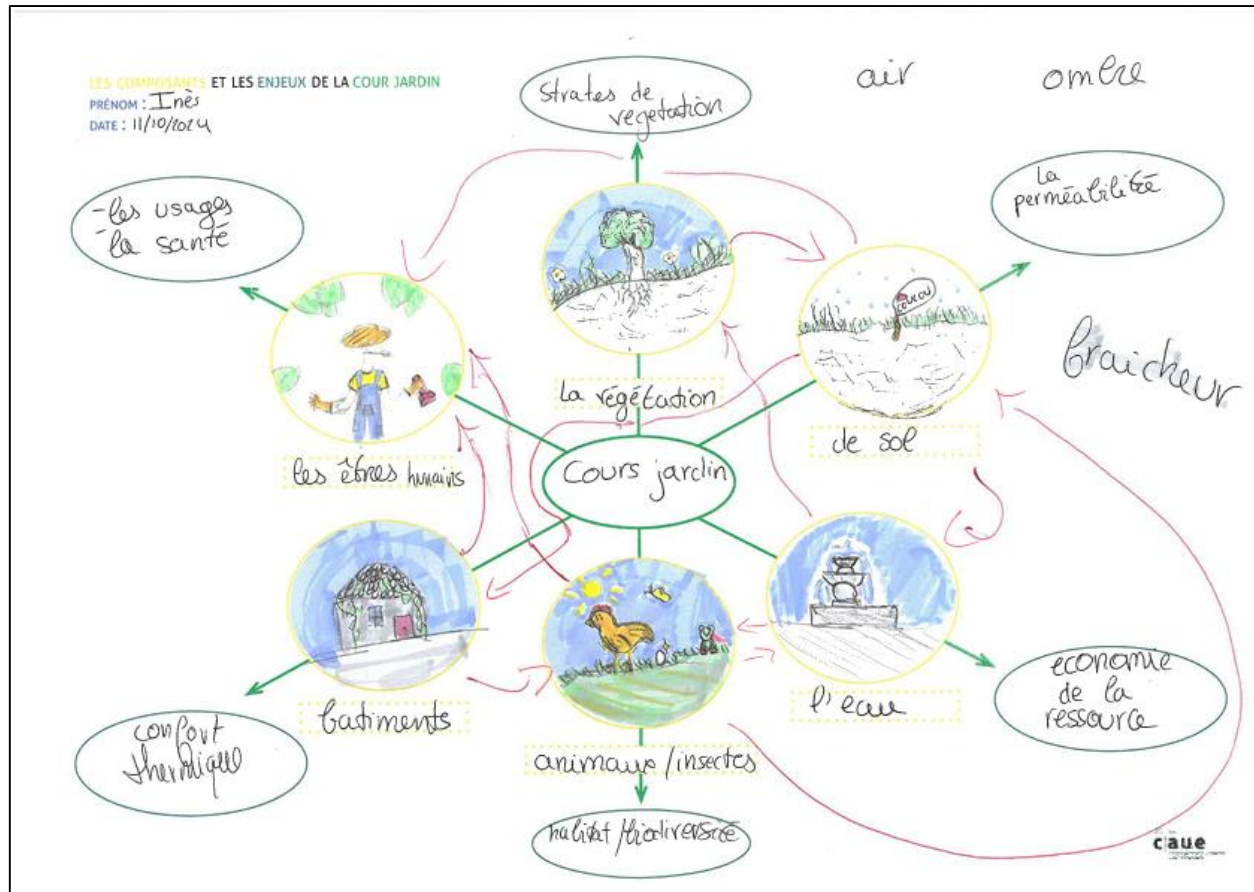 LES COMPOSANTS ET LES ENJEUX DE LA COUR JARDIN
PRÉNOM : Inès
DATE : 11/10/2024
Strates de
végétation
air
ombre
- les usages
- la santé
la
perméabilité
COUCOU
fraicheur
La végétation
de sol
les êtres humains
Cours jardin
batiments
l'eau
animaux/insectes
confort
thermique
economie
de la
ressource
habitat/biodiversité
c|aue